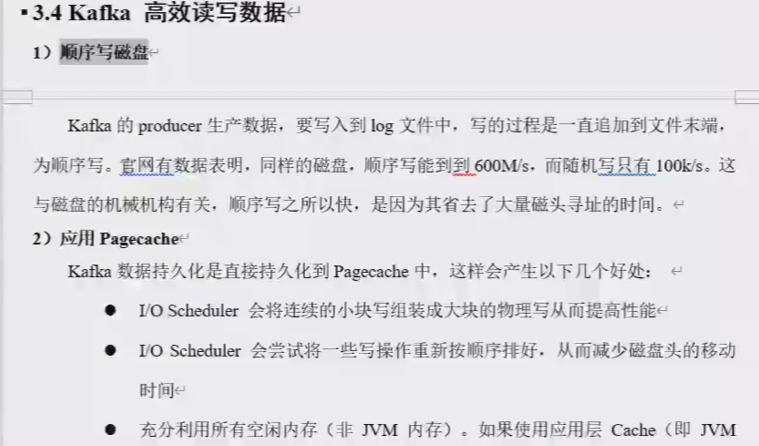 3.4 Kafka 高效读写数据
1）顺序写磁盘
Kafka 的 producer 生产数据，要写入到 log 文件中，写的过程是一直追加到文件末端，
为顺序写。官网有数据表明，同样的磁盘，顺序写能到到 600M/s，而随机写只有 100k/s。这
与磁盘的机械机构有关，顺序写之所以快，是因为其省去了大量磁头寻址的时间。
2）应用 Pagecache
Kafka 数据持久化是直接持久化到 Pagecache 中，这样会产生以下几个好处：
● I/O Scheduler 会将连续的小块写组装成大块的物理写从而提高性能
● I/O Scheduler 会尝试将一些写操作重新按顺序排好，从而减少磁盘头的移动
时间
● 充分利用所有空闲内存（非 JVM 内存）。如果使用应用层 Cache（即 JVM